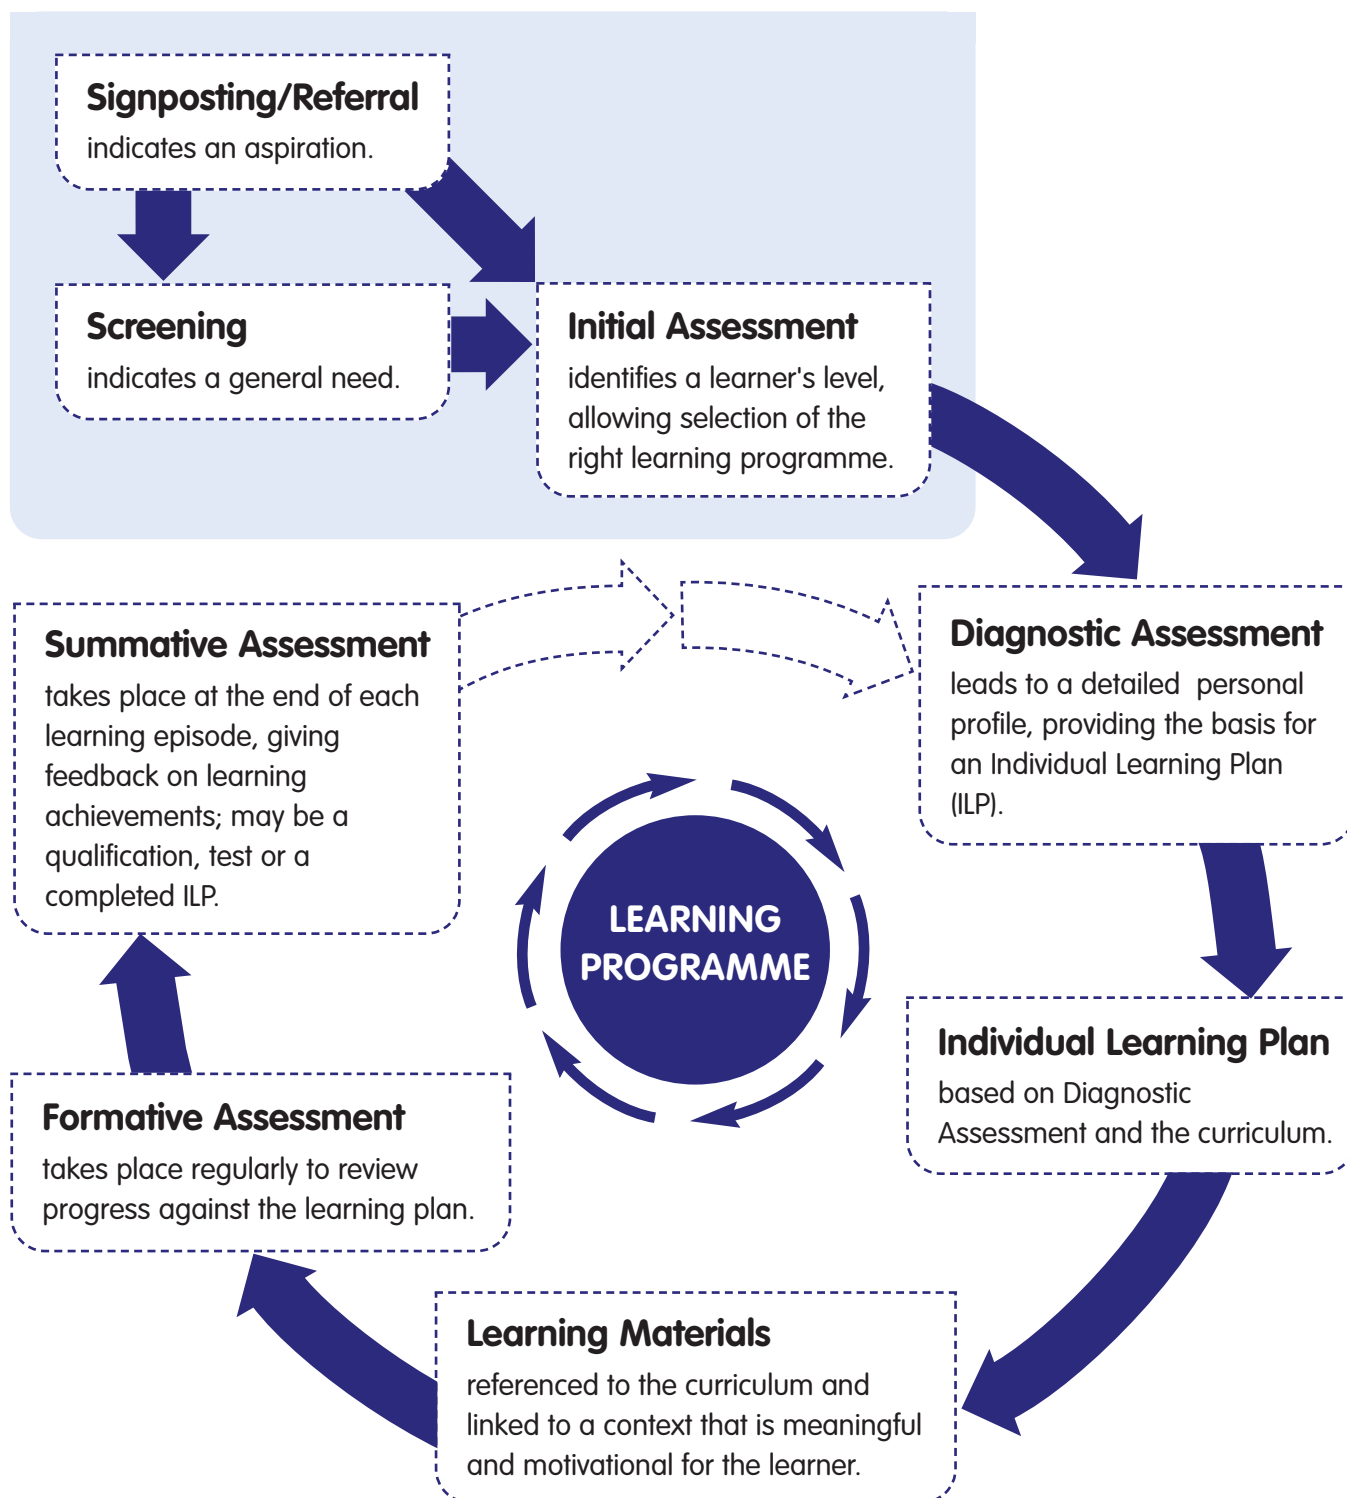 Signposting/Referral
indicates an aspiration.
Screening
indicates a general need.
Initial Assessment
identifies a learner's level,
allowing selection of the
right learning programme.
Summative Assessment
takes place at the end of each
learning episode, giving
feedback on learning
achievements; may be a
qualification, test or a
completed ILP.
Diagnostic Assessment
leads to a detailed  personal
profile, providing the basis for
an Individual Learning Plan
(ILP).
LEARNING
PROGRAMME
Individual Learning Plan
based on Diagnostic
Assessment and the curriculum.
Formative Assessment
takes place regularly to review
progress against the learning plan.
Learning Materials
referenced to the curriculum and
linked to a context that is meaningful
and motivational for the learner.